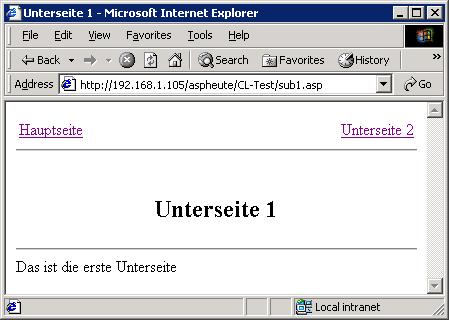 Unterseite 1 - Microsoft Internet Explorer
File Edit View Favorites Tools Help
Back Search Favorites History »
Address http://192.168.1.105/aspheute/CL-Test/sub1.asp Go
Hauptseite Unterseite 2
Unterseite 1
Das ist die erste Unterseite
Local intranet